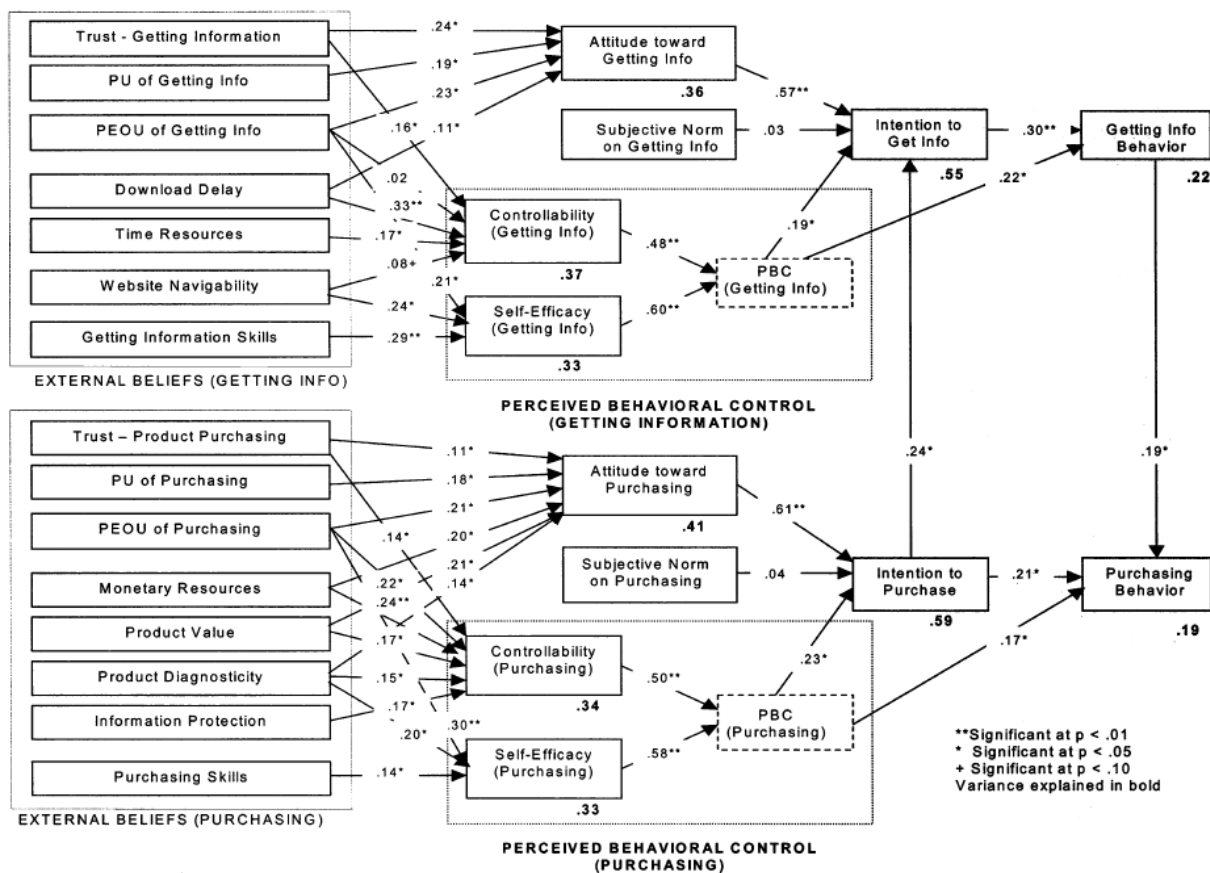 Trust - Getting Information
PU of Getting Info
PEOU of Getting Info
Download Delay
Time Resources
Website Navigability
Getting Information Skills
EXTERNAL BELIEFS (GETTING INFO)
.24*
.19*
.23*
.16*
.11*
.02
.33**
.17*
.08+
.21*
.24*
.29**
Attitude toward
Getting Info
.36
Subjective Norm
on Getting Info
Controllability
(Getting Info)
.37
Self-Efficacy
(Getting Info)
.33
.48**
.60**
PBC
(Getting Info)
PERCEIVED BEHAVIORAL CONTROL
(GETTING INFORMATION)
.57**
.03
.19*
Intention to
Get Info
.55
.30**
.22*
Getting Info
Behavior
.22
.24*
.19*
Trust – Product Purchasing
PU of Purchasing
PEOU of Purchasing
Monetary Resources
Product Value
Product Diagnosticity
Information Protection
Purchasing Skills
EXTERNAL BELIEFS (PURCHASING)
.11*
.18*
.21*
.14*
.20*
.21*
.14*
.22*
.24**
.17*
.15*
.17*
.30**
.20*
.14*
Attitude toward
Purchasing
.41
Subjective Norm
on Purchasing
Controllability
(Purchasing)
.34
Self-Efficacy
(Purchasing)
.33
.50**
.58**
PBC
(Purchasing)
PERCEIVED BEHAVIORAL CONTROL
(PURCHASING)
.61**
.04
.23*
Intention to
Purchase
.59
.21*
.17*
Purchasing
Behavior
.19
**Significant at p < .01
* Significant at p < .05
+ Significant at p < .10
Variance explained in bold